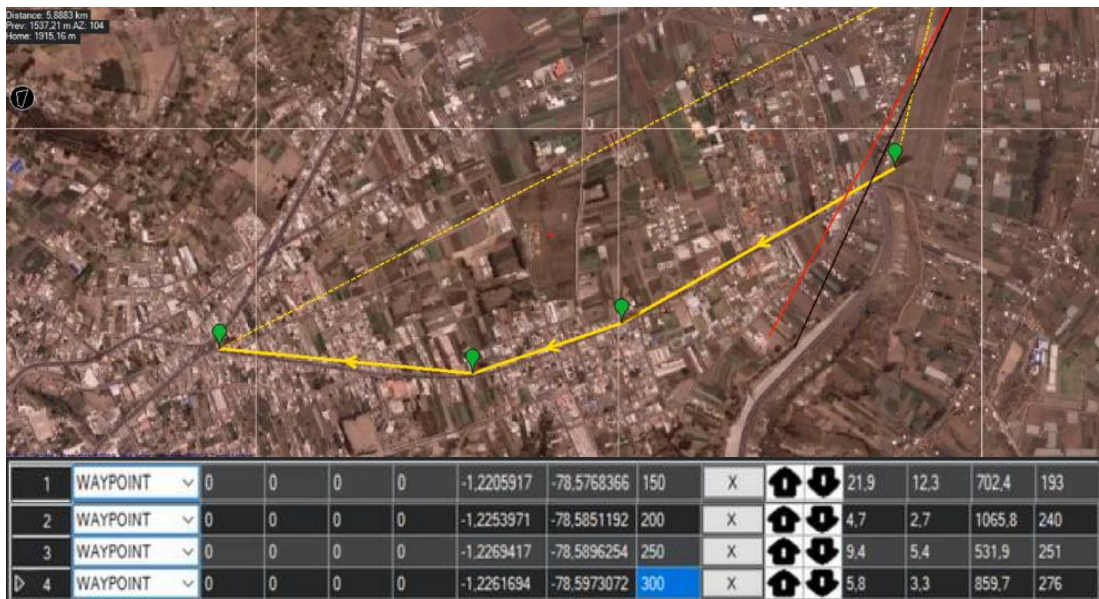 Distance: 5.8883 km
Prev: 1537,21 m AZ: 104
Home: 1915,16 m
1 WAYPOINT 0 0 0 0 -1,2205917 -78,5768366 150 X 21,9 12,3 702,4 193
2 WAYPOINT 0 0 0 0 -1,2253971 -78,5851192 200 X 4,7 2,7 1065,8 240
3 WAYPOINT 0 0 0 0 -1,2269417 -78,5896254 250 X 9,4 5,4 531,9 251
4 WAYPOINT 0 0 0 0 -1,2261694 -78,5973072 300 X 5,8 3,3 859,7 276